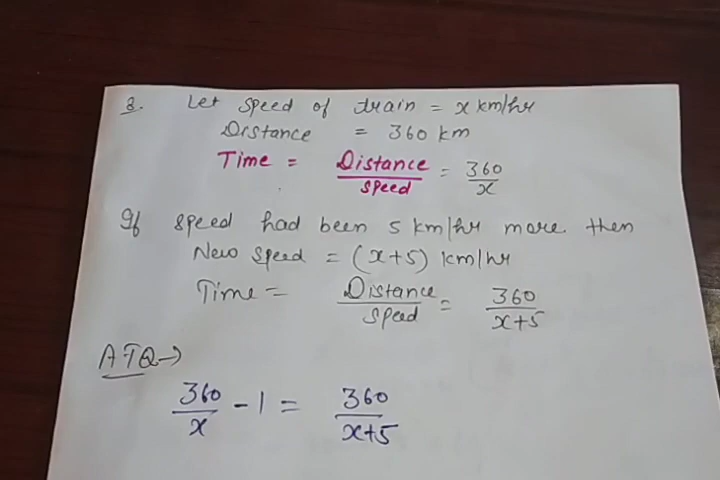 8. Let speed of train = x km/hr
Distance = 360 km
Time = Distance/speed = 360/x
If speed had been 5 km/hr more then
New speed = (x+5) km/hr
Time = Distance/speed = 360/x+5
ATQ→
360/x - 1 = 360/x+5